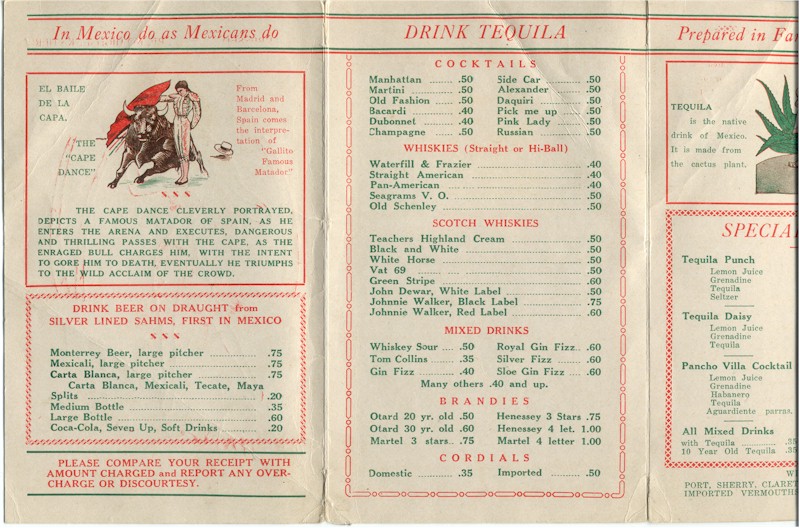 In Mexico do as Mexicans do
EL BAILE
DE LA
CAPA.
"THE
"CAPE
DANCE"
From
Madrid and
Barcelona,
Spain comes
the interpre-
tation of
"Gallito
Famous
Matador"
THE CAPE DANCE CLEVERLY PORTRAYED,
DEPICTS A FAMOUS MATADOR OF SPAIN, AS HE
ENTERS THE ARENA AND EXECUTES, DANGEROUS
AND THRILLING PASSES WITH THE CAPE, AS THE
ENRAGED BULL CHARGES HIM, WITH THE INTENT
TO GORE HIM TO DEATH, EVENTUALLY HE TRIUMPHS
TO THE WILD ACCLAIM OF THE CROWD.
DRINK BEER ON DRAUGHT from
SILVER LINED SAHMS, FIRST IN MEXICO
Monterrey Beer, large pitcher .75
Mexicali, large pitcher .75
Carta Blanca, large pitcher .75
Carta Blanca, Mexicali, Tecate, Maya
Splits .20
Medium Bottle .35
Large Bottle .60
Coca-Cola, Seven Up, Soft Drinks .20
PLEASE COMPARE YOUR RECEIPT WITH
AMOUNT CHARGED and REPORT ANY OVER-
CHARGE OR DISCOURTESY.
DRINK TEQUILA
COCKTAILS
Manhattan .50 Side Car .50
Martini .50 Alexander .50
Old Fashion .50 Daquiri .50
Bacardi .40 Pick me up .50
Dubonnet .40 Pink Lady .50
Champagne .50 Russian .50
WHISKIES (Straight or Hi-Ball)
Waterfill & Frazier .40
Straight American .40
Pan-American .40
Seagrams V. O. .50
Old Schenley .50
SCOTCH WHISKIES
Teachers Highland Cream .50
Black and White .50
White Horse .50
Vat 69 .50
Green Stripe .60
John Dewar, White Label .50
Johnnie Walker, Black Label .75
Johnnie Walker, Red Label .60
MIXED DRINKS
Whiskey Sour .50 Royal Gin Fizz .60
Tom Collins .35 Silver Fizz .60
Gin Fizz .40 Sloe Gin Fizz .60
Many others .40 and up.
BRANDIES
Otard 20 yr. old .50 Henessey 3 Stars .75
Otard 30 yr. old .60 Henessey 4 let. 1.00
Martel 3 stars .75 Martel 4 letter 1.00
CORDIALS
Domestic .35 Imported .50
Prepared in Fa
TEQUILA
is the native
drink of Mexico.
It is made from
the cactus plant.
SPECIA
Tequila Punch
Lemon Juice
Grenadine
Tequila
Seltzer
Tequila Daisy
Lemon Juice
Grenadine
Tequila
Pancho Villa Cocktail
Lemon Juice
Grenadine
Habanero
Tequila
Aguardiente parras.
All Mixed Drinks
with Tequila .35
10 Year Old Tequila .35
W
PORT, SHERRY, CLARET
IMPORTED VERMOUTH